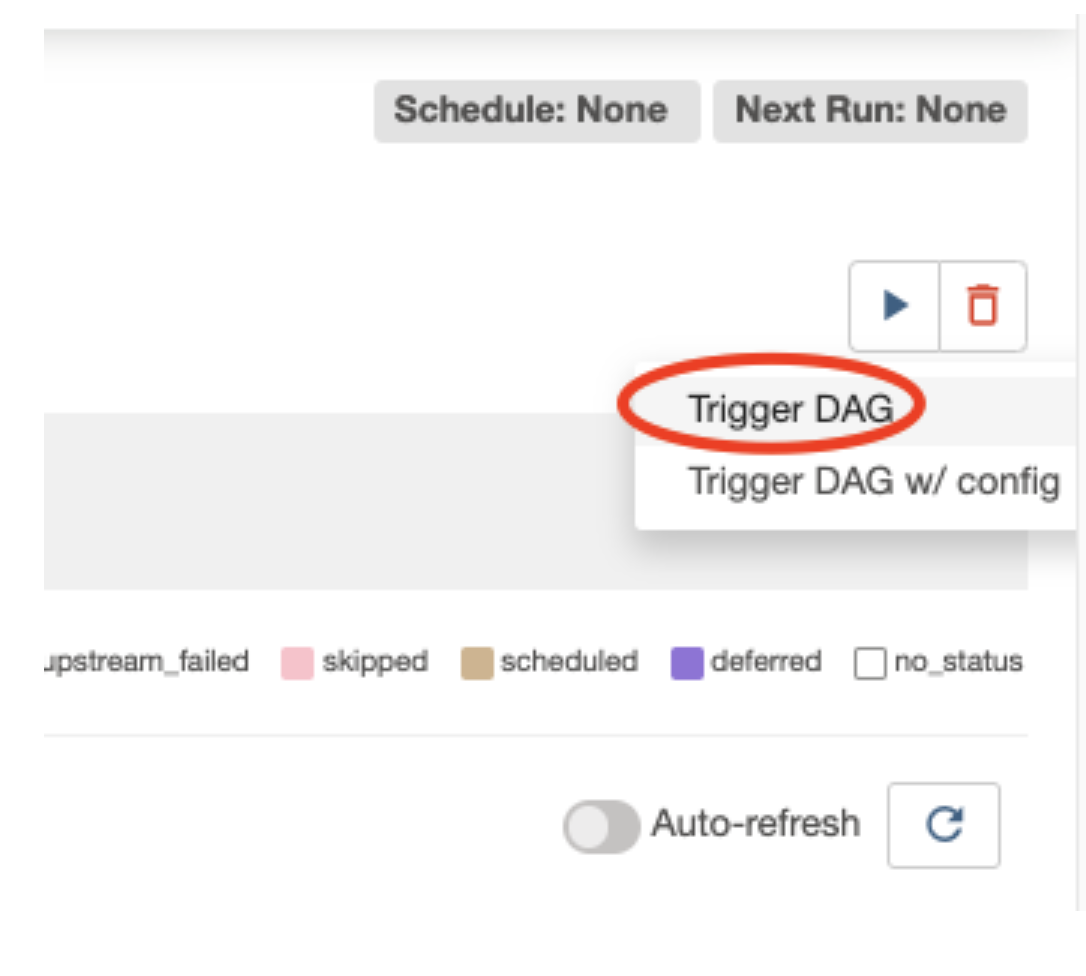 Schedule: None Next Run: None
Trigger DAG
Trigger DAG w/ config
upstream_failed skipped scheduled deferred no_status
Auto-refresh